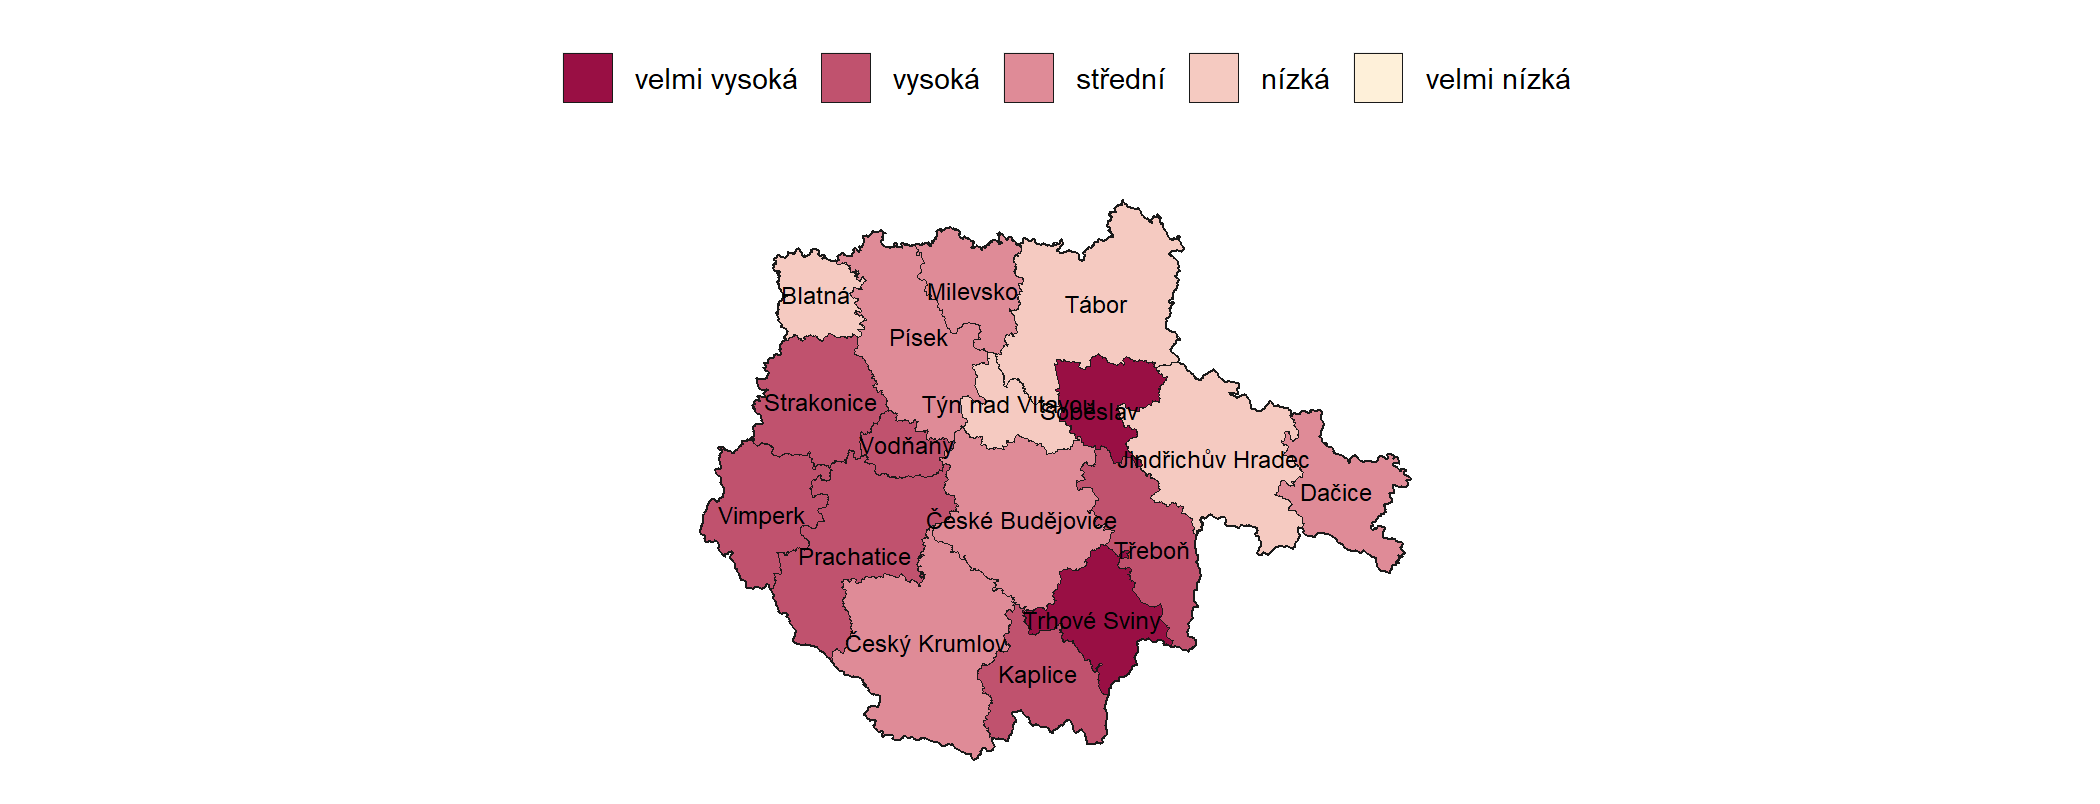 velmi vysoká vysoká střední nízká velmi nízká
Blatná
Milevsko
Tábor
Písek
Strakonice
Týn nad Vltavou
Soběslav
Vodňany
Jindřichův Hradec
Dačice
Vimperk
České Budějovice
Třeboň
Prachatice
Trhové Sviny
Český Krumlov
Kaplice